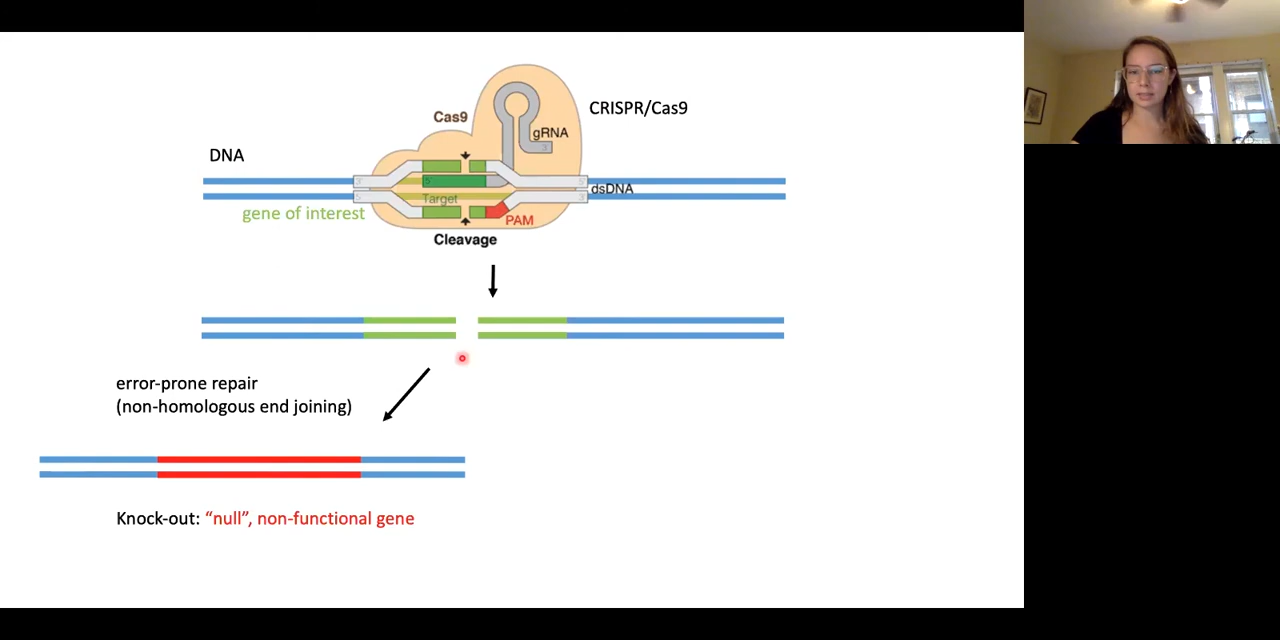 CRISPR/Cas9
Cas9
gRNA
DNA
dsDNA
Target
gene of interest
PAM
Cleavage
error-prone repair
(non-homologous end joining)
Knock-out: “null”, non-functional gene